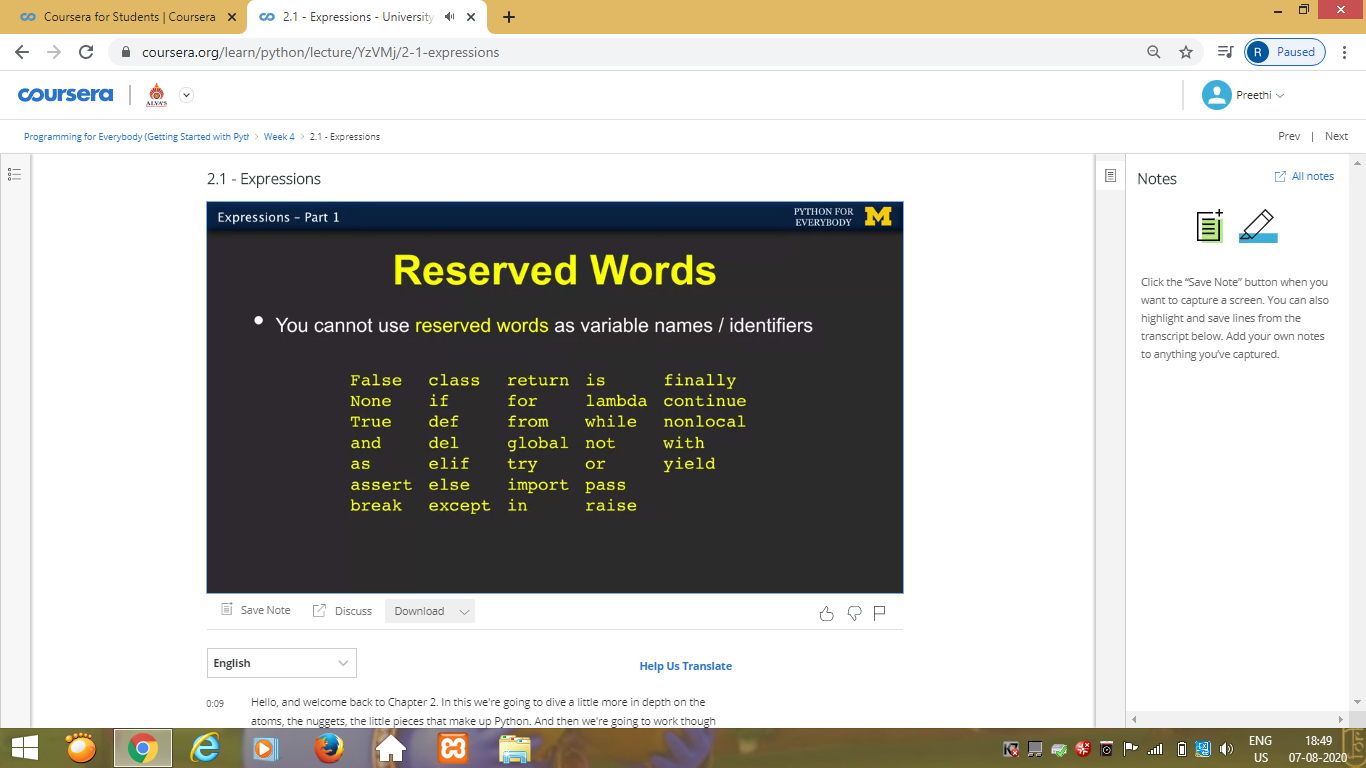 Coursera for Students | Coursera
2.1 - Expressions - University
coursera.org/learn/python/lecture/YzVMj/2-1-expressions
R Paused
coursera
ALVA'S
Preethi
Programming for Everybody (Getting Started with Pyth > Week 4 > 2.1 - Expressions
Prev | Next
2.1 - Expressions
Expressions – Part 1
PYTHON FOR
EVERYBODY
M
Reserved Words
• You cannot use reserved words as variable names / identifiers
False class return is finally
None if for lambda continue
True def from while nonlocal
and del global not with
as elif try or yield
assert else import pass
break except in raise
Save Note
Discuss
Download
English
Help Us Translate
0:09 Hello, and welcome back to Chapter 2. In this we're going to dive a little more in depth on the
atoms, the nuggets, the little pieces that make up Python. And then we're going to work though
Notes
All notes
Click the “Save Note” button when you
want to capture a screen. You can also
highlight and save lines from the
transcript below. Add your own notes
to anything you've captured.
ENG
US
18:49
07-08-2020